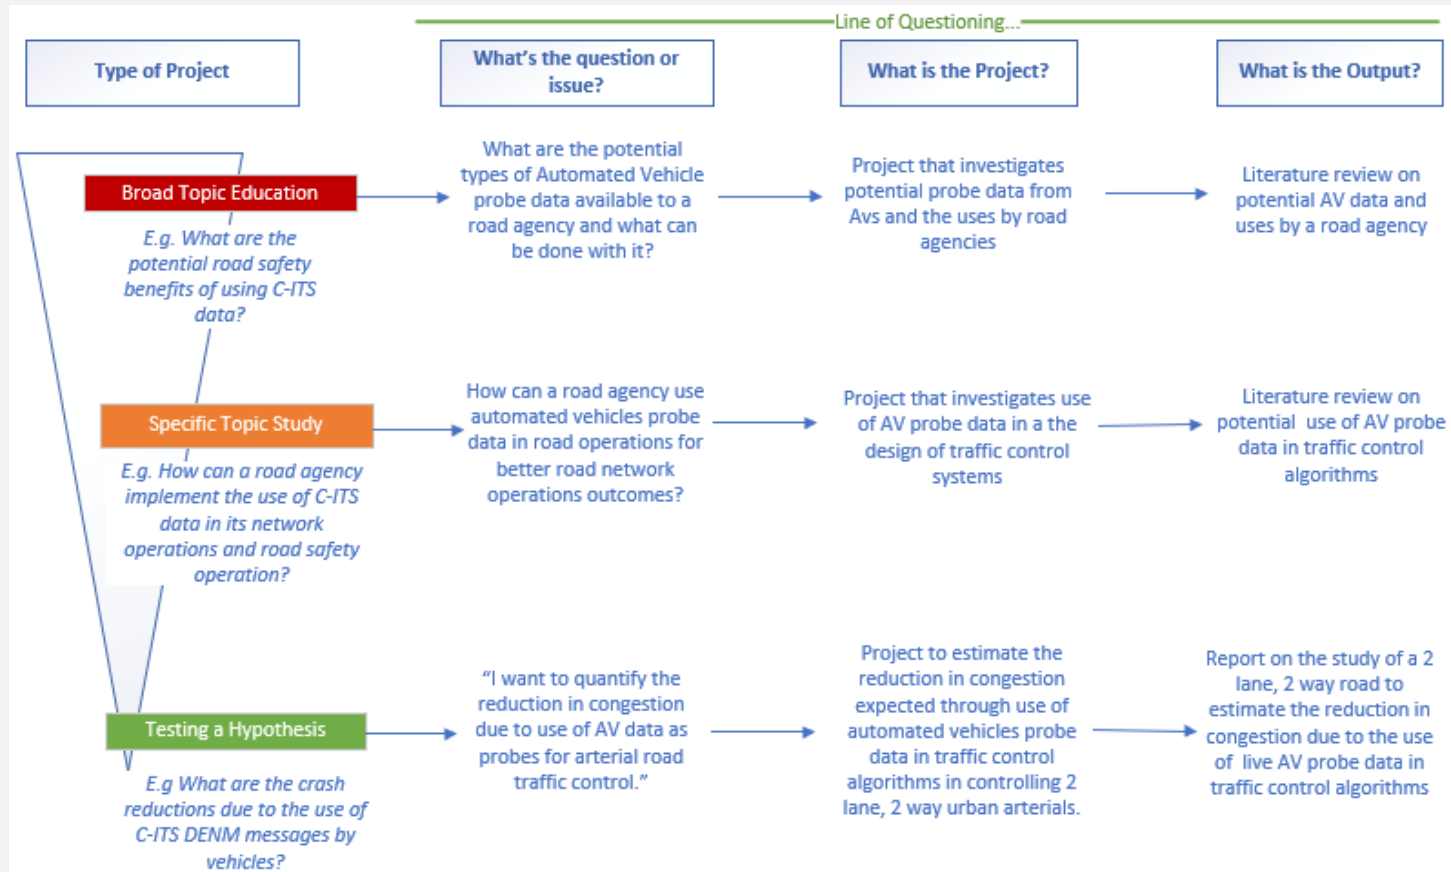 Line of Questioning...
Type of Project
What's the question or
issue?
What is the Project?
What is the Output?
Broad Topic Education
E.g. What are the
potential road safety
benefits of using C-ITS
data?
What are the potential
types of Automated Vehicle
probe data available to a
road agency and what can
be done with it?
Project that investigates
potential probe data from
Avs and the uses by road
agencies
Literature review on
potential AV data and
uses by a road agency
Specific Topic Study
E.g. How can a road agency
implement the use of C-ITS
data in its network
operations and road safety
operation?
How can a road agency use
automated vehicles probe
data in road operations for
better road network
operations outcomes?
Project that investigates use
of AV probe data in a the
design of traffic control
systems
Literature review on
potential use of AV probe
data in traffic control
algorithms
Testing a Hypothesis
E.g What are the crash
reductions due to the use of
C-ITS DENM messages by
vehicles?
“I want to quantify the
reduction in congestion
due to use of AV data as
probes for arterial road
traffic control.”
Project to estimate the
reduction in congestion
expected through use of
automated vehicles probe
data in traffic control
algorithms in controlling 2
lane, 2 way urban arterials.
Report on the study of a 2
lane, 2 way road to
estimate the reduction in
congestion due to the use
of live AV probe data in
traffic control algorithms